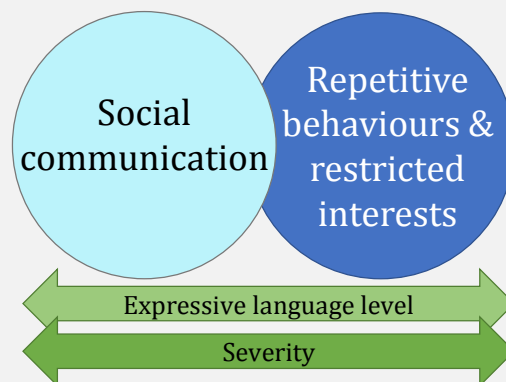 Social
communication
Repetitive
behaviours &
restricted
interests
Expressive language level
Severity